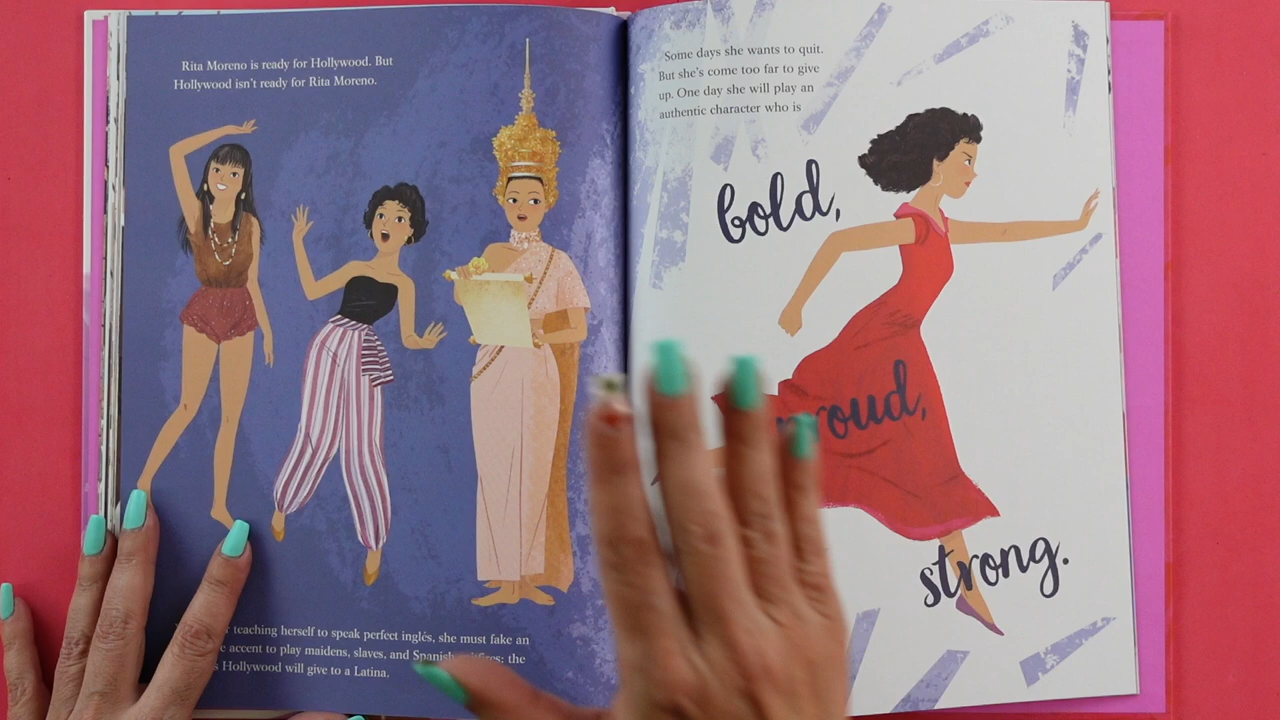 Rita Moreno is ready for Hollywood. But
Hollywood isn't ready for Rita Moreno.
teaching herself to speak perfect inglés, she must fake an
accent to play maidens, slaves, and Spanish spitfires: the
Hollywood will give to a Latina.
Some days she wants to quit.
But she's come too far to give
up. One day she will play an
authentic character who is
bold,
proud,
strong.